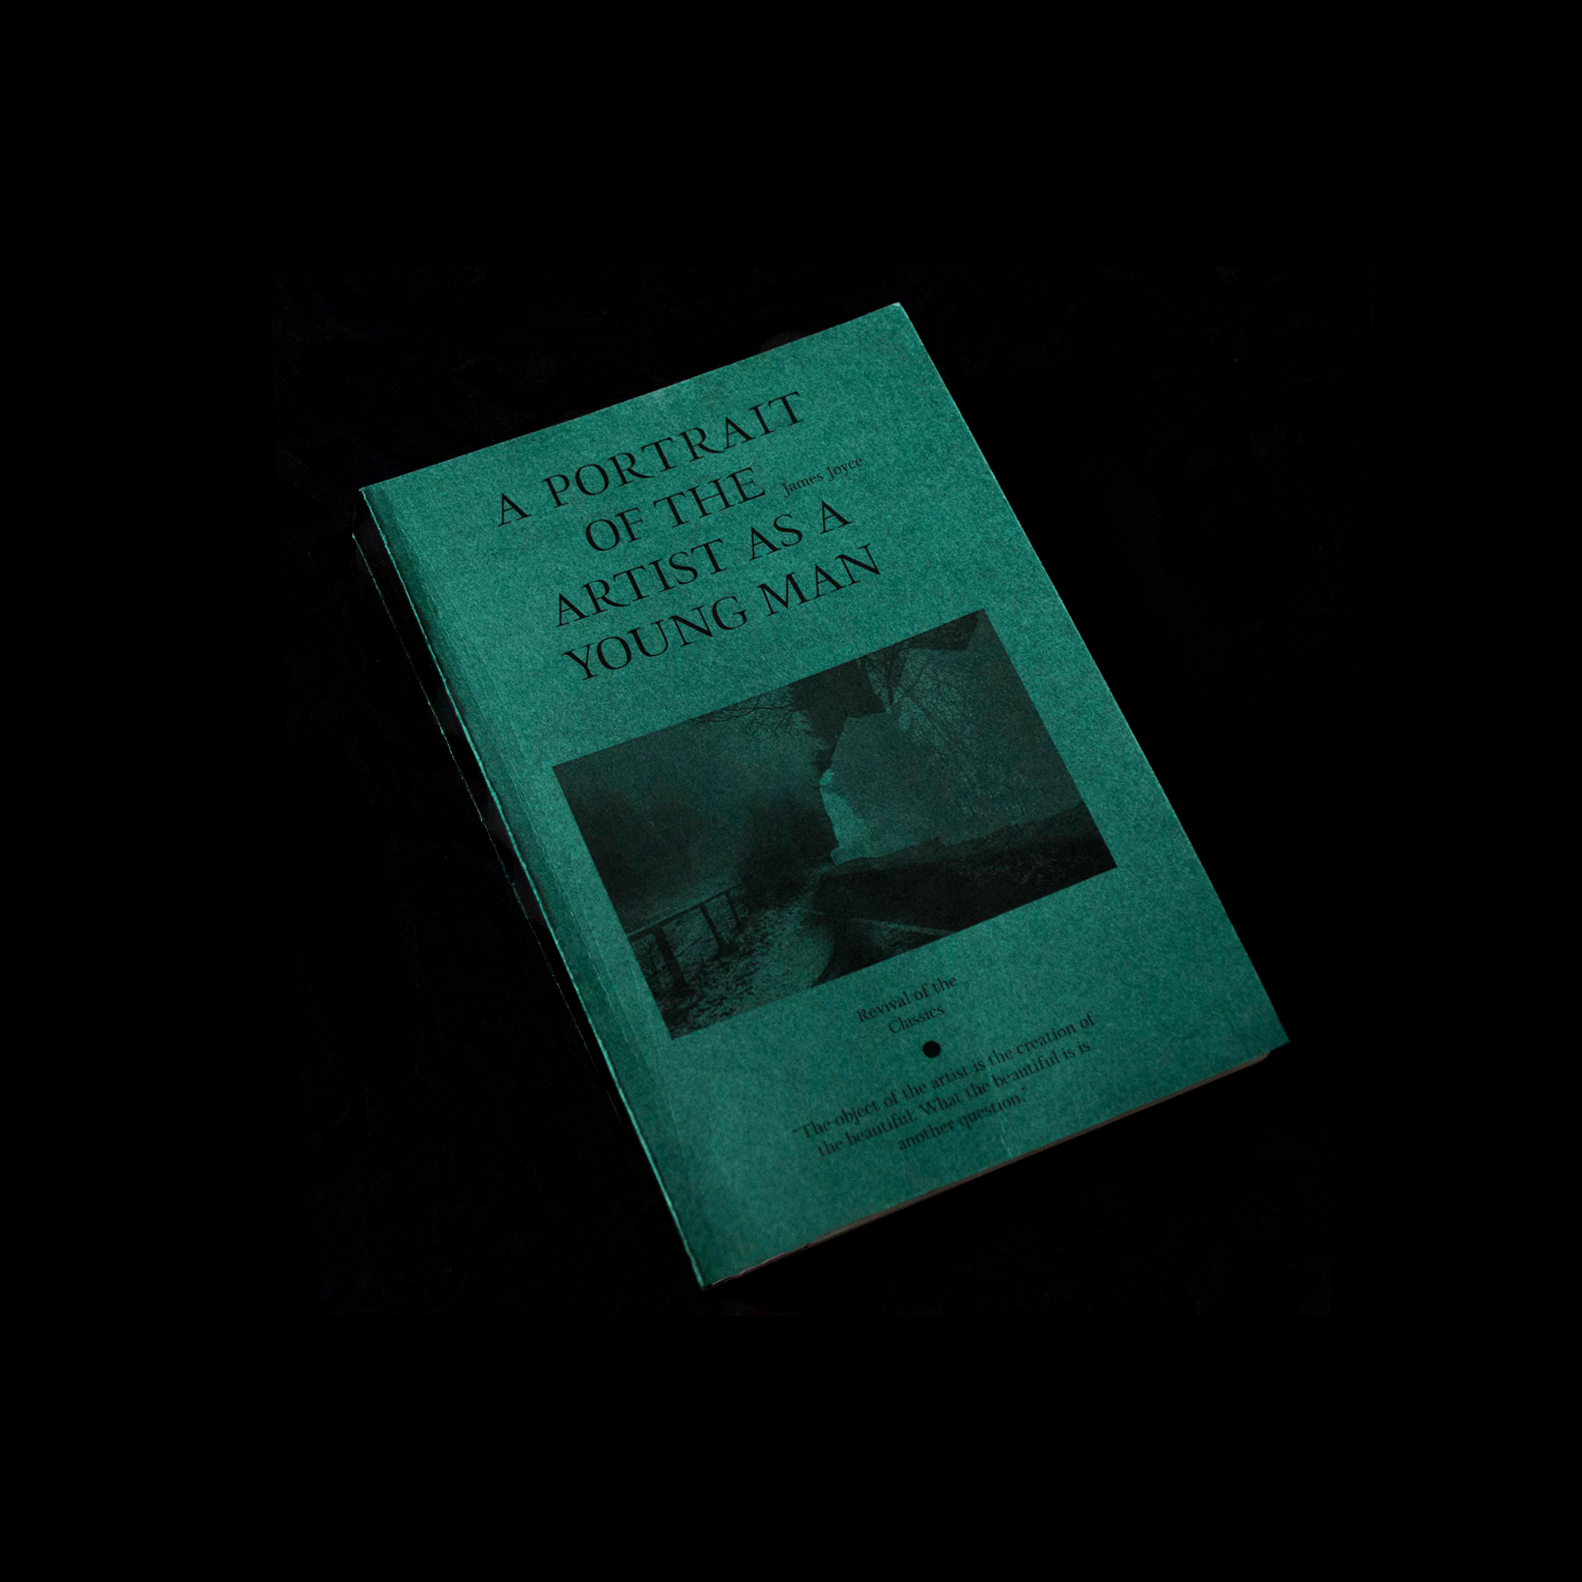 A PORTRAIT
OF THE
James Joyce
ARTIST AS A
YOUNG MAN
Revival of the
Classics
“The object of the artist is the creation of
the beautiful. What the beautiful is is
another question.”